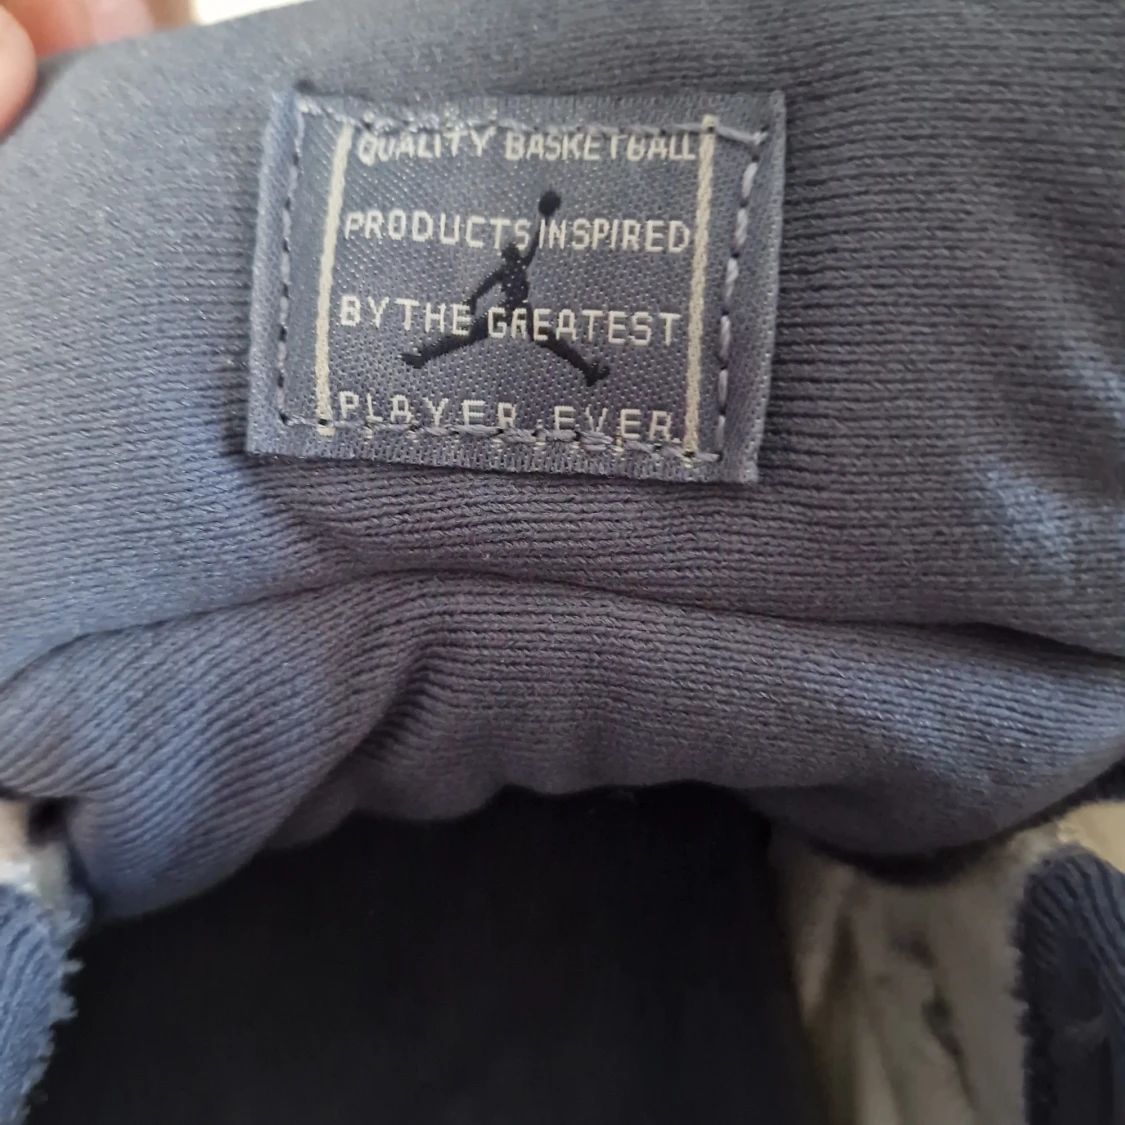 QUALITY BASKETBALL
PRODUCTS INSPIRED
BY THE GREATEST
PLAYER EVER.